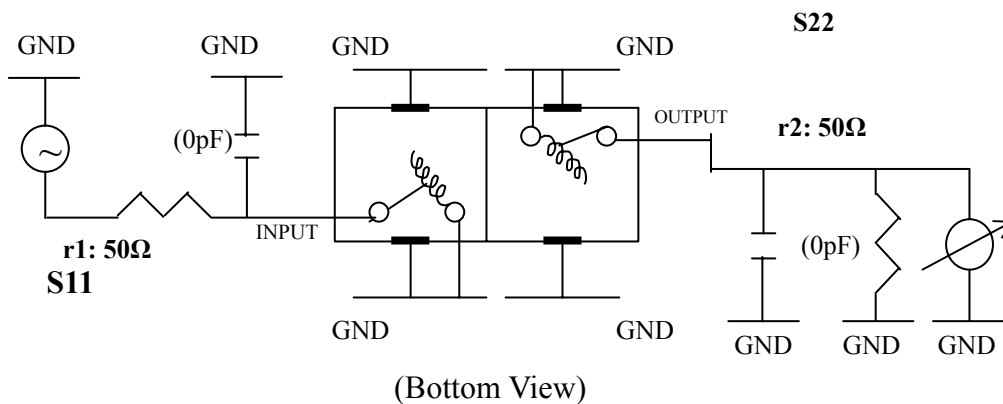 S22
GND
GND
GND
GND
(0pF)
OUTPUT
r2: 50Ω
INPUT
r1: 50Ω
S11
(0pF)
GND
GND
GND
GND
GND
(Bottom View)